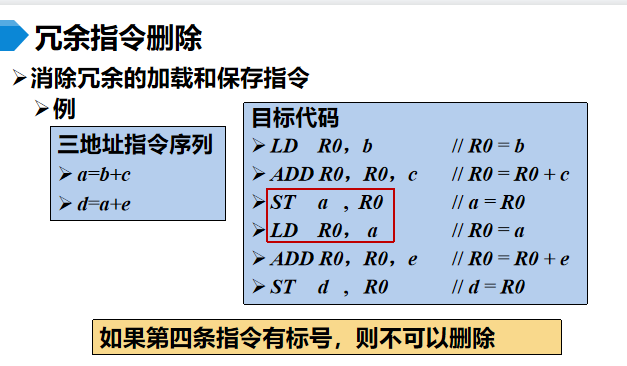 冗余指令删除
➢消除冗余的加载和保存指令
➢例
三地址指令序列
➢a=b+c
➢d=a+e
目标代码
➢LD R0，b // R0 = b
➢ADD R0，R0，c // R0 = R0 + c
➢ST a , R0 // a = R0
➢LD R0， a // R0 = a
➢ADD R0，R0，e // R0 = R0 + e
➢ST d , R0 // d = R0
如果第四条指令有标号，则不可以删除